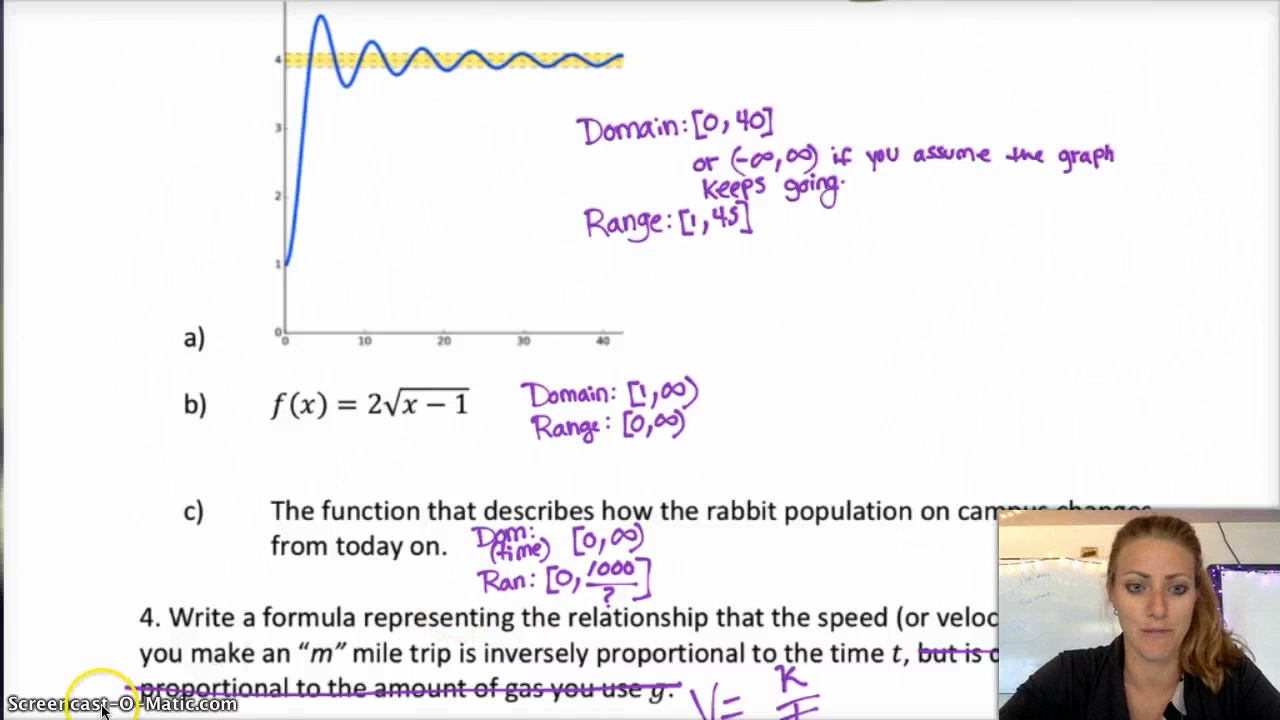 4
3
2
1
0
0 10 20 30 40
Domain: [0, 40]
or (-∞, ∞) if you assume the graph
keeps going.
Range: [1, 45]
a)
b) f(x) = 2√x − 1
Domain: [1, ∞)
Range: [0, ∞)
c) The function that describes how the rabbit population on campus changes
from today on.
Dom: [0, ∞)
(time)
Ran: [0, 1000/?]
4. Write a formula representing the relationship that the speed (or veloc
you make an “m” mile trip is inversely proportional to the time t, but is
proportional to the amount of gas you use g.
V = K/t
Screencast-O-Matic.com